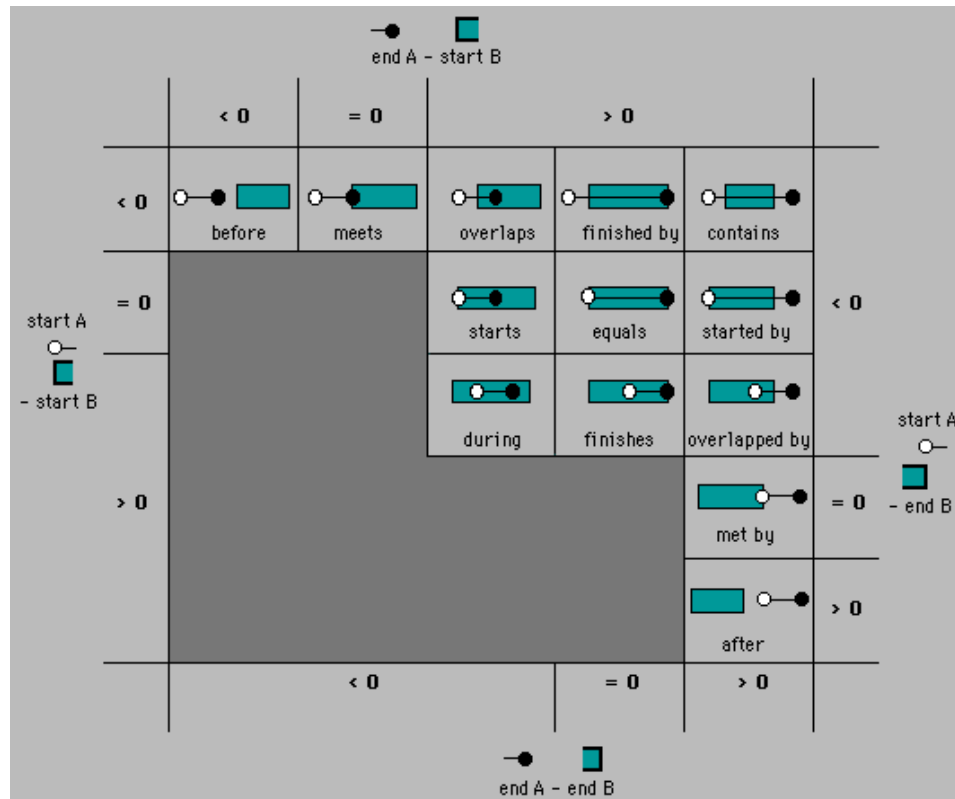 end A - start B
< 0
= 0
> 0
< 0
before
meets
overlaps
finished by
contains
= 0
starts
equals
started by
< 0
start A
- start B
during
finishes
overlapped by
start A
- end B
> 0
met by
= 0
after
> 0
< 0
= 0
> 0
end A - end B